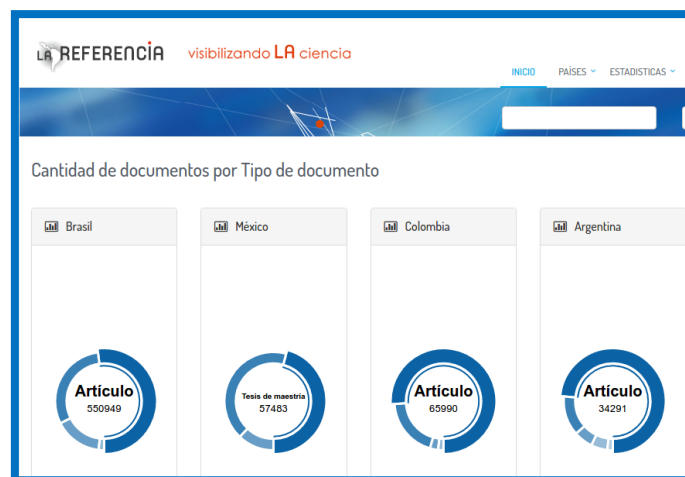 LA REFERENCIA visibilizando LA ciencia
INICIO PAÍSES ESTADISTICAS
Cantidad de documentos por Tipo de documento
Brasil
México
Colombia
Argentina
Artículo
550949
Tesis de maestría
57483
Artículo
65990
Artículo
34291